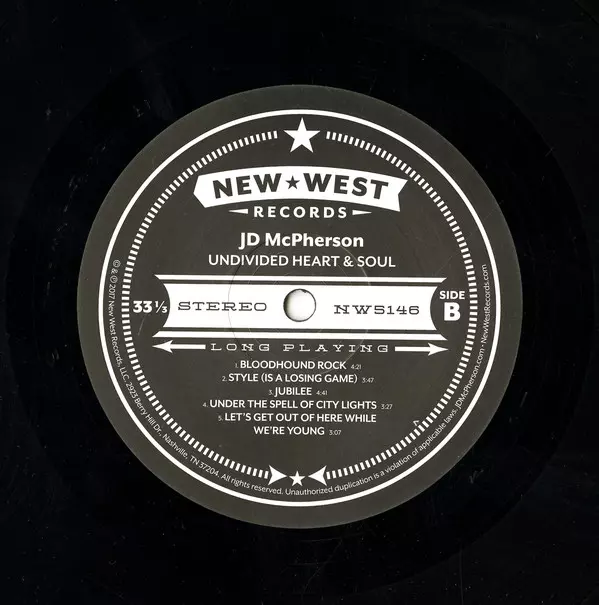 NEW★WEST
RECORDS
JD McPherson
UNDIVIDED HEART & SOUL
33 1/3
STEREO
NW5146
SIDE
B
LONG PLAYING
1. BLOODHOUND ROCK 4:21
2. STYLE (IS A LOSING GAME) 3:47
3. JUBILEE 4:41
4. UNDER THE SPELL OF CITY LIGHTS 3:27
5. LET'S GET OUT OF HERE WHILE
WE'RE YOUNG 3:07
© & ℗ 2017 New West Records, LLC. 2923 Berry Hill Dr. Nashville, TN 37204. All rights reserved. Unauthorized duplication is a violation of applicable laws. JDMcPherson.com • NewWestRecords.com